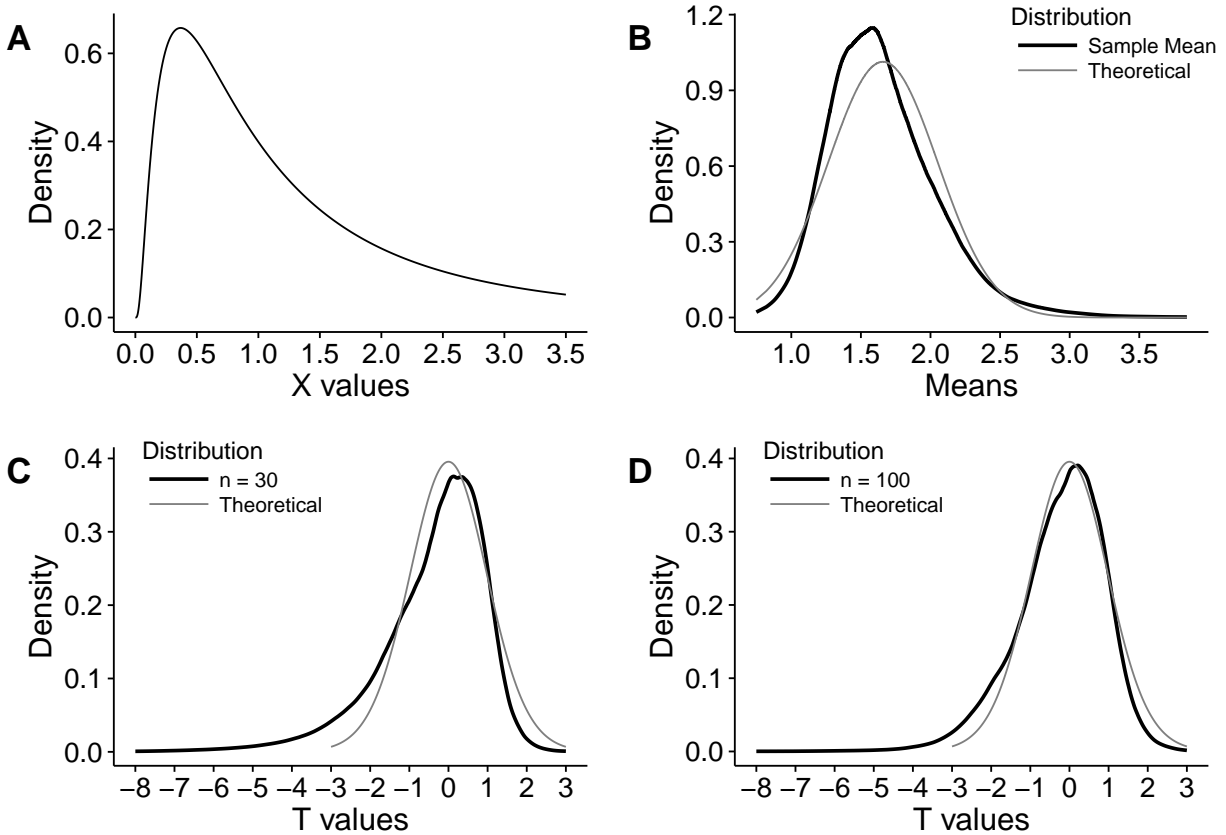 A
Density
0.6
0.4
0.2
0.0
0.0 0.5 1.0 1.5 2.0 2.5 3.0 3.5
X values
B
Distribution
Sample Mean
Theoretical
Density
1.2
0.9
0.6
0.3
0.0
1.0 1.5 2.0 2.5 3.0 3.5
Means
C
Distribution
n = 30
Theoretical
Density
0.4
0.3
0.2
0.1
0.0
−8 −7 −6 −5 −4 −3 −2 −1 0 1 2 3
T values
D
Distribution
n = 100
Theoretical
Density
0.4
0.3
0.2
0.1
0.0
−8 −7 −6 −5 −4 −3 −2 −1 0 1 2 3
T values